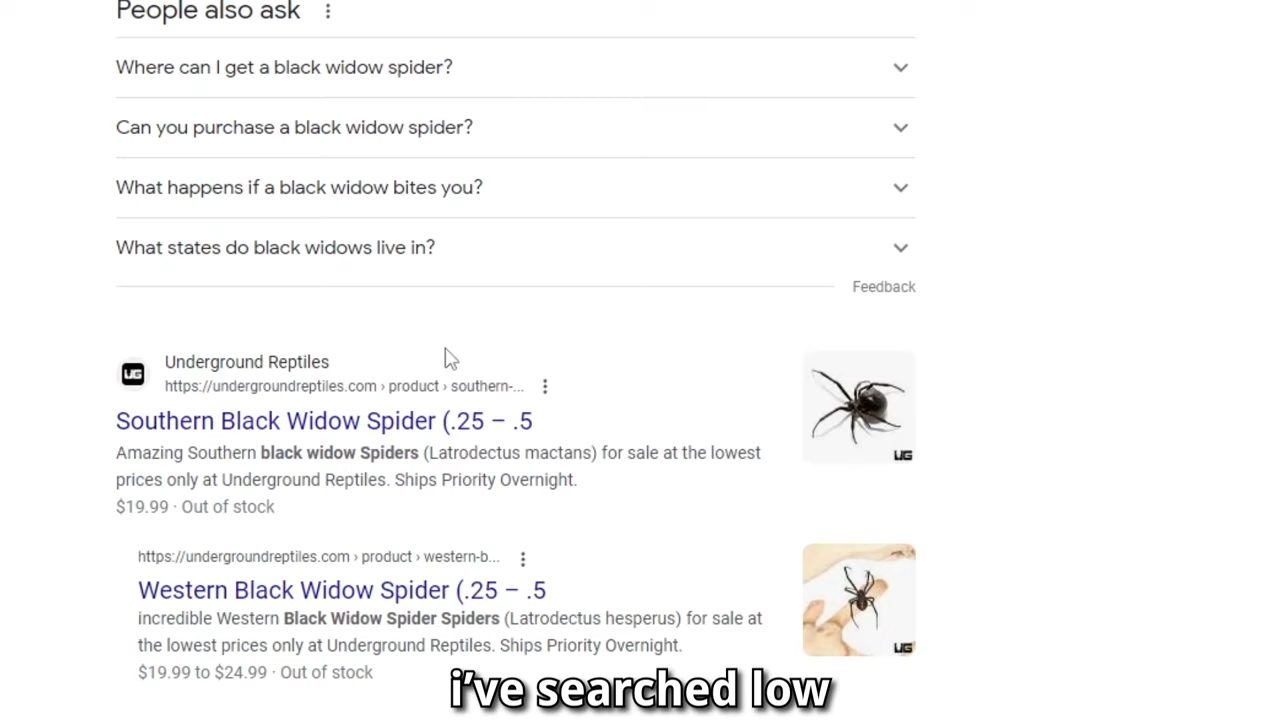 People also ask
Where can I get a black widow spider?
Can you purchase a black widow spider?
What happens if a black widow bites you?
What states do black widows live in?
Feedback
UG
Underground Reptiles
https://undergroundreptiles.com › product › southern-...
Southern Black Widow Spider (.25 – .5
Amazing Southern black widow Spiders (Latrodectus mactans) for sale at the lowest
prices only at Underground Reptiles. Ships Priority Overnight.
$19.99 · Out of stock
UG
https://undergroundreptiles.com › product › western-b...
Western Black Widow Spider (.25 – .5
incredible Western Black Widow Spider Spiders (Latrodectus hesperus) for sale at
the lowest prices only at Underground Reptiles. Ships Priority Overnight.
$19.99 to $24.99 · Out of stock
UG
i've searched low